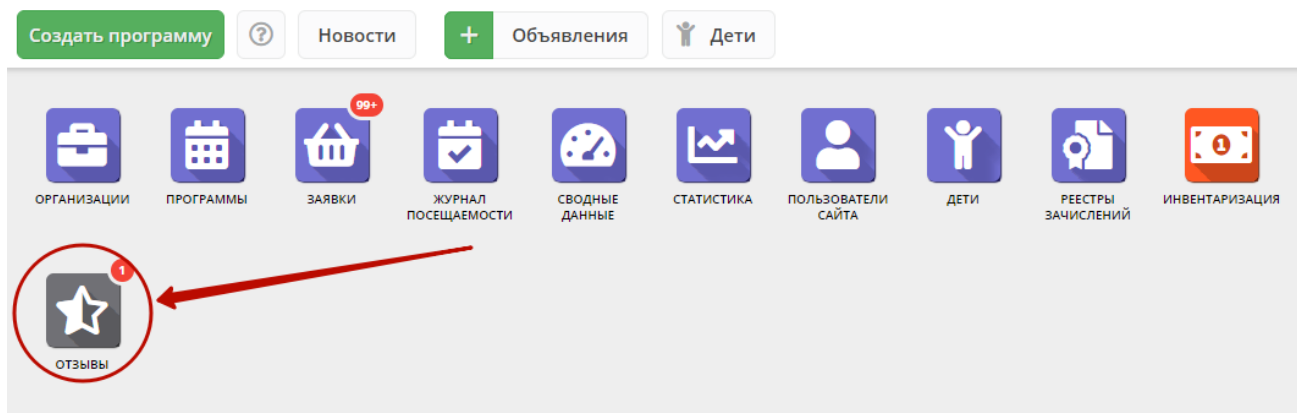 Создать программу ? Новости + Объявления Дети
99+
1
ОРГАНИЗАЦИИ ПРОГРАММЫ ЗАЯВКИ ЖУРНАЛ СВОДНЫЕ СТАТИСТИКА ПОЛЬЗОВАТЕЛИ ДЕТИ РЕЕСТРЫ ИНВЕНТАРИЗАЦИЯ
ПОСЕЩАЕМОСТИ ДАННЫЕ САЙТА ЗАЧИСЛЕНИЙ
1
ОТЗЫВЫ